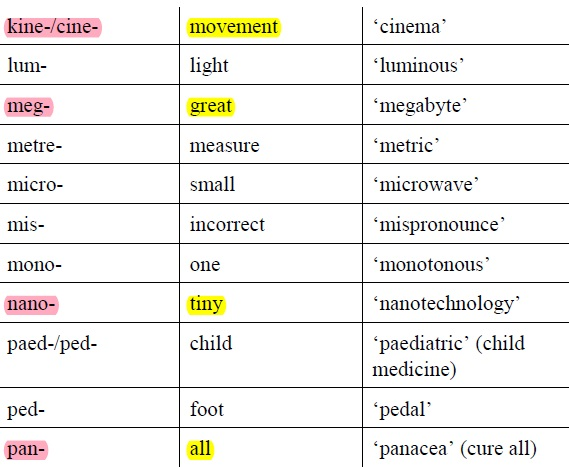 kine-/cine- movement ‘cinema’
lum- light ‘luminous’
meg- great ‘megabyte’
metre- measure ‘metric’
micro- small ‘microwave’
mis- incorrect ‘mispronounce’
mono- one ‘monotonous’
nano- tiny ‘nanotechnology’
paed-/ped- child ‘paediatric’ (child
medicine)
ped- foot ‘pedal’
pan- all ‘panacea’ (cure all)